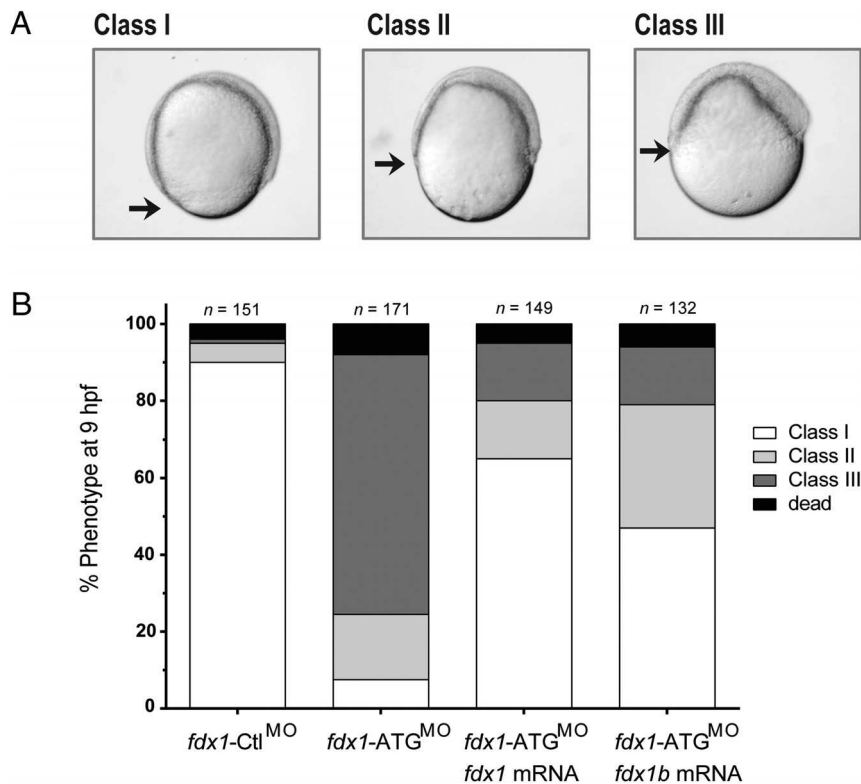 A
Class I
Class II
Class III
B
n = 151
n = 171
n = 149
n = 132
100
80
60
40
20
0
% Phenotype at 9 hpf
Class I
Class II
Class III
dead
fdx1-Ctl^MO
fdx1-ATG^MO
fdx1-ATG^MO
fdx1 mRNA
fdx1-ATG^MO
fdx1b mRNA